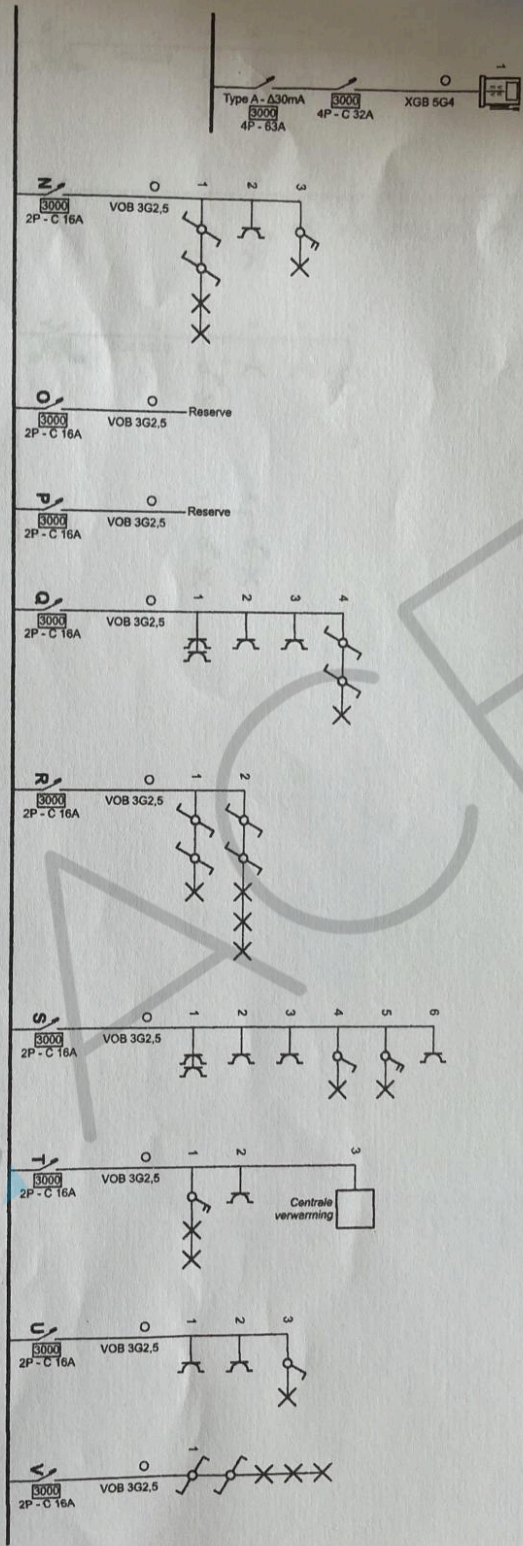 1
Type A - Δ30mA
3000
4P - 63A
3000
4P - C 32A
XGB 5G4
N
3000
2P - C 16A
VOB 3G2,5
1
2
3
O
3000
2P - C 16A
VOB 3G2,5
Reserve
P
3000
2P - C 16A
VOB 3G2,5
Reserve
Q
3000
2P - C 16A
VOB 3G2,5
1
2
3
4
R
3000
2P - C 16A
VOB 3G2,5
1
2
S
3000
2P - C 16A
VOB 3G2,5
1
2
3
4
5
6
T
3000
2P - C 16A
VOB 3G2,5
1
2
3
Centrale
verwarming
U
3000
2P - C 16A
VOB 3G2,5
1
2
3
V
3000
2P - C 16A
VOB 3G2,5
1